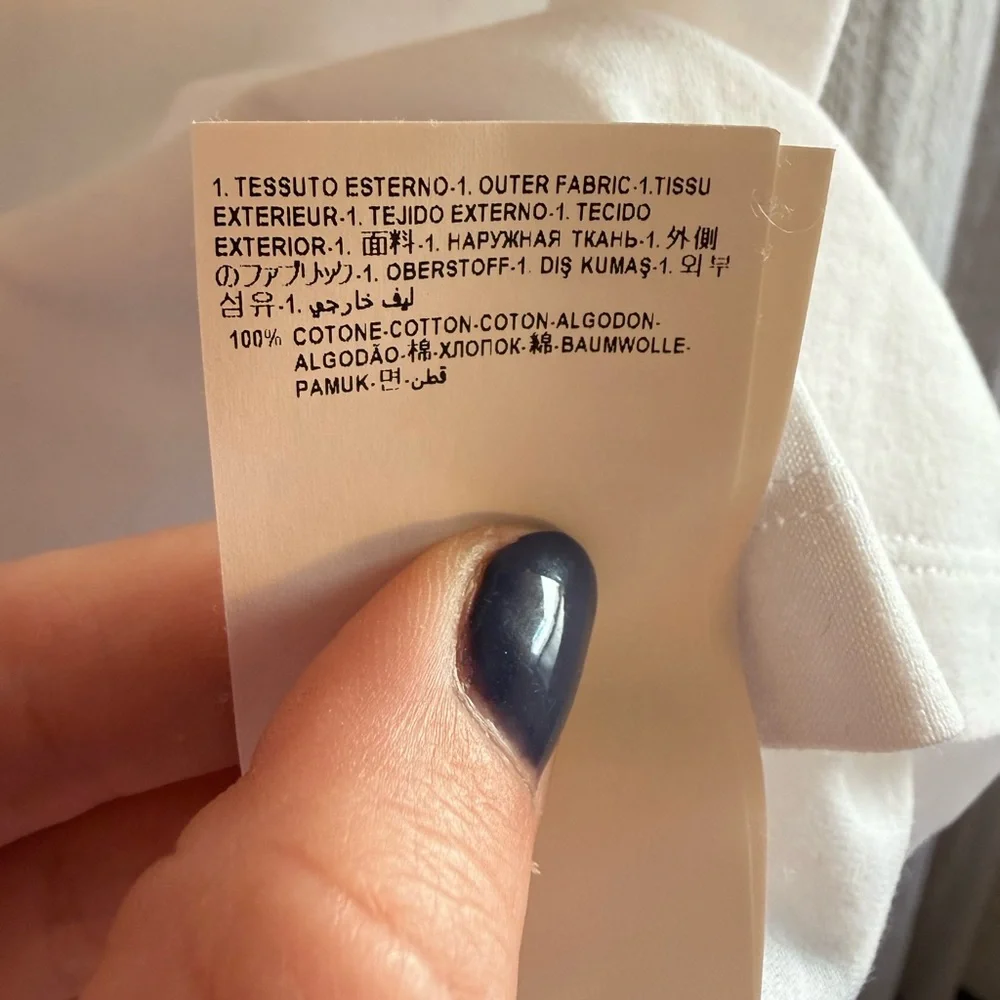 1. TESSUTO ESTERNO-1. OUTER FABRIC-1.TISSU
EXTERIEUR-1. TEJIDO EXTERNO-1. TECIDO
EXTERIOR-1. 面料-1. НАРУЖНАЯ ТКАНЬ-1. 外側
のファブリック-1. OBERSTOFF-1. DIŞ KUMAŞ-1. 외부
섬유-1. ليف خارجي
100% COTONE-COTTON-COTON-ALGODON-
ALGODÃO-棉-ХЛОПОК-綿-BAUMWOLLE-
PAMUK-면-قطن